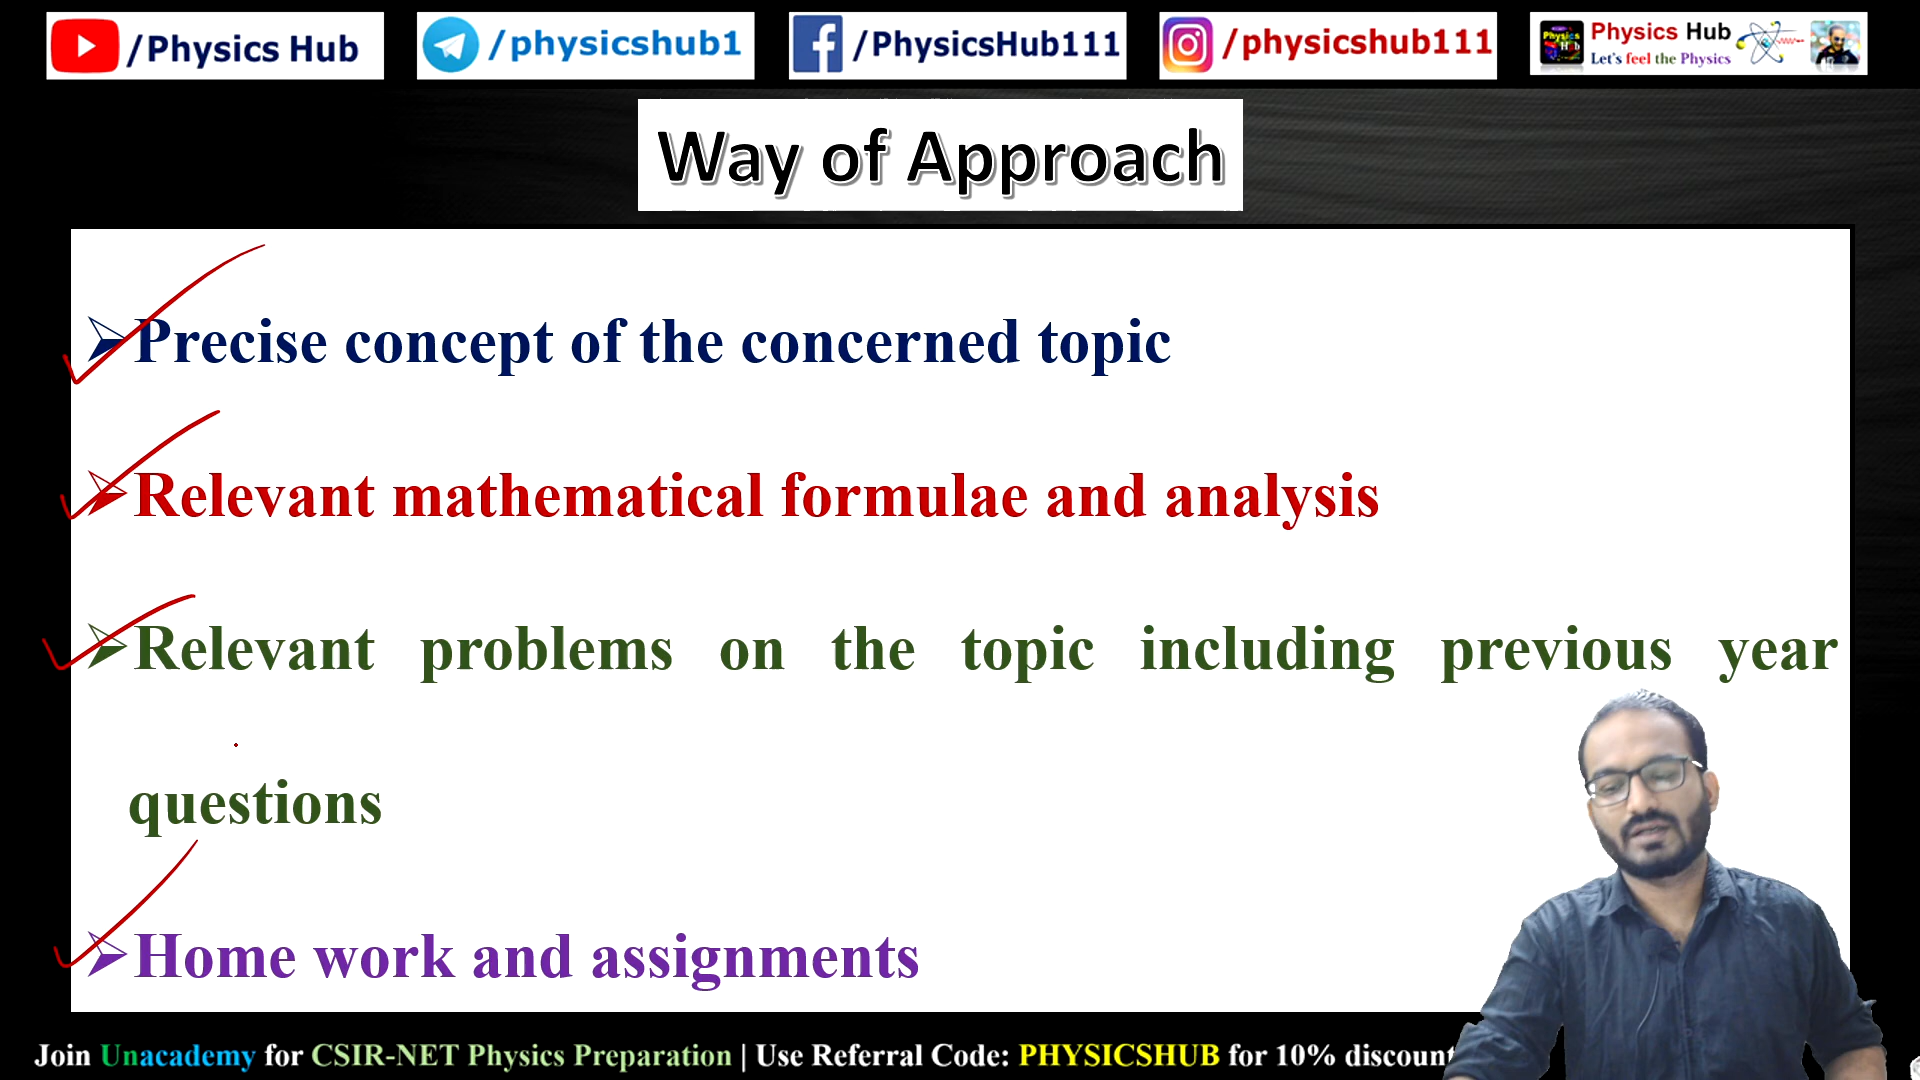 /Physics Hub
/physicshub1
/PhysicsHub111
/physicshub111
Physics Hub
Let's feel the Physics
Way of Approach
Precise concept of the concerned topic
Relevant mathematical formulae and analysis
Relevant problems on the topic including previous year
questions
Home work and assignments
Join Unacademy for CSIR-NET Physics Preparation | Use Referral Code: PHYSICSHUB for 10% discount